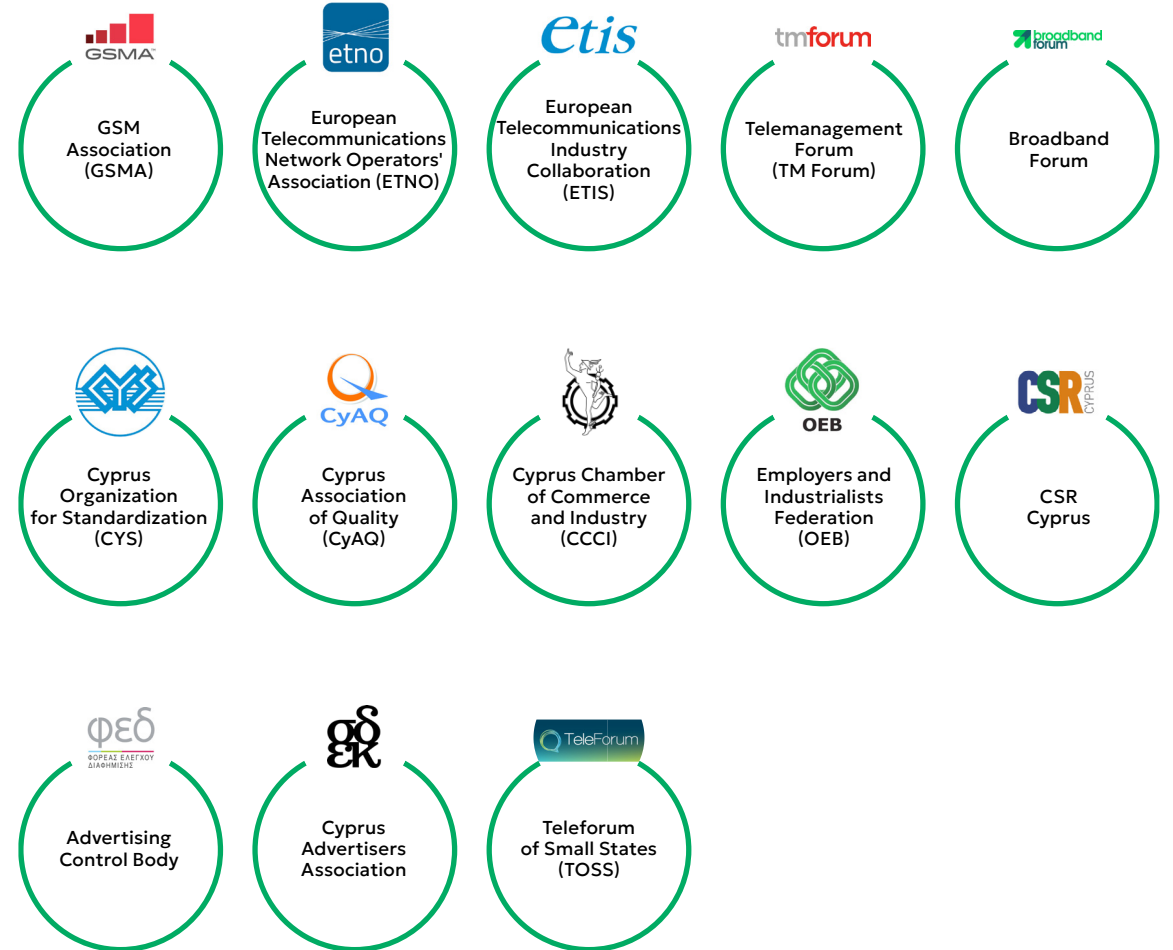 GSMA™
etno
etis
tmforum
broadband
forum
GSM
Association
(GSMA)
European
Telecommunications
Network Operators'
Association (ETNO)
European
Telecommunications
Industry
Collaboration
(ETIS)
Telemanagement
Forum
(TM Forum)
Broadband
Forum
CYS
CyAQ
OEB
CSR
CYPRUS
Cyprus
Organization
for Standardization
(CYS)
Cyprus
Association
of Quality
(CyAQ)
Cyprus Chamber
of Commerce
and Industry
(CCCI)
Employers and
Industrialists
Federation
(OEB)
CSR
Cyprus
φεδ
ΦΟΡΕΑΣ ΕΛΕΓΧΟΥ
ΔΙΑΦΗΜΙΣΗΣ
σδ
εκ
TeleForum
Advertising
Control Body
Cyprus
Advertisers
Association
Teleforum
of Small States
(TOSS)